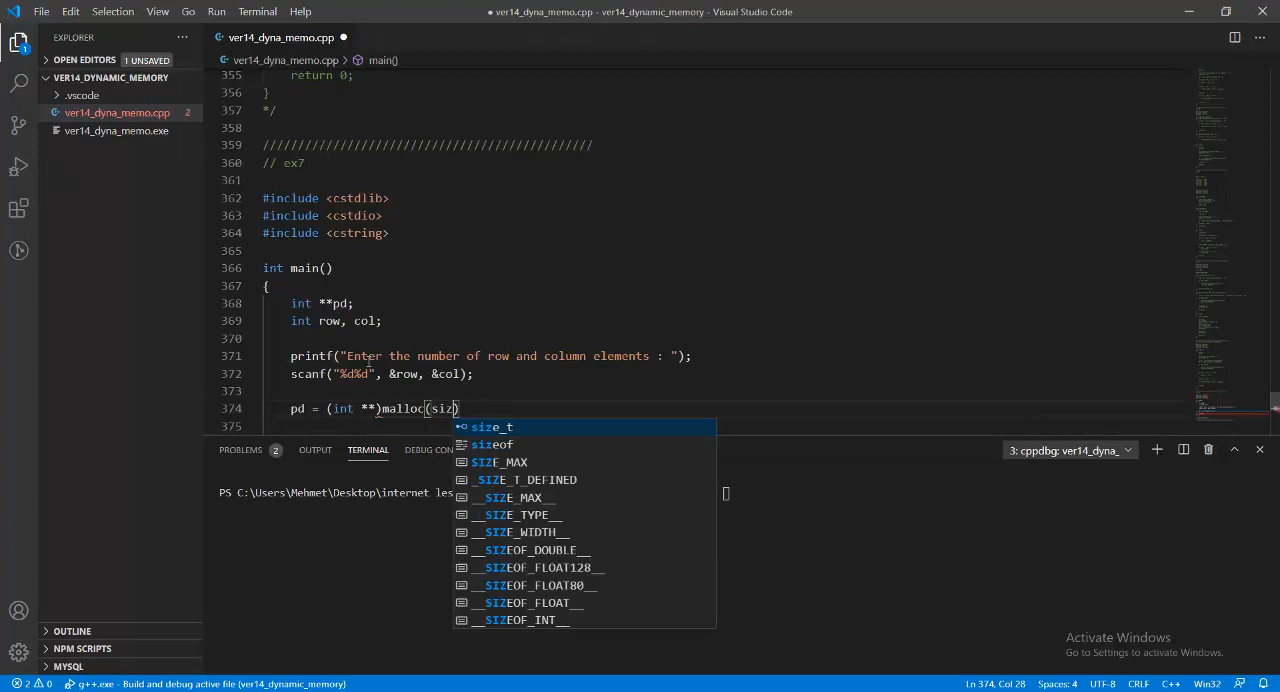 File Edit Selection View Go Run Terminal Help
● ver14_dyna_memo.cpp - ver14_dynamic_memory - Visual Studio Code
EXPLORER ···
1
OPEN EDITORS 1 UNSAVED
VER14_DYNAMIC_MEMORY
.vscode
ver14_dyna_memo.cpp 2
ver14_dyna_memo.exe
OUTLINE
NPM SCRIPTS
MYSQL
ver14_dyna_memo.cpp ●
ver14_dyna_memo.cpp > main()
355 return 0;
356 }
357 */
358
359 ///////////////////////////////////////////////
360 // ex7
361
362 #include <cstdlib>
363 #include <cstdio>
364 #include <cstring>
365
366 int main()
367 {
368 int **pd;
369 int row, col;
370
371 printf("Enter the number of row and column elements : ");
372 scanf("%d%d", &row, &col);
373
374 pd = (int **)malloc(siz)
375
size_t
sizeof
SIZE_MAX
_SIZE_T_DEFINED
__SIZE_MAX__
__SIZE_TYPE__
__SIZE_WIDTH__
__SIZEOF_DOUBLE__
__SIZEOF_FLOAT128__
__SIZEOF_FLOAT80__
__SIZEOF_FLOAT__
__SIZEOF_INT__
PROBLEMS 2 OUTPUT TERMINAL DEBUG CON
3: cppdbg: ver14_dyna_
PS C:\Users\Mehmet\Desktop\internet les
Activate Windows
Go to Settings to activate Windows.
2 0 g++.exe - Build and debug active file (ver14_dynamic_memory)
Ln 374, Col 28 Spaces: 4 UTF-8 CRLF C++ Win32